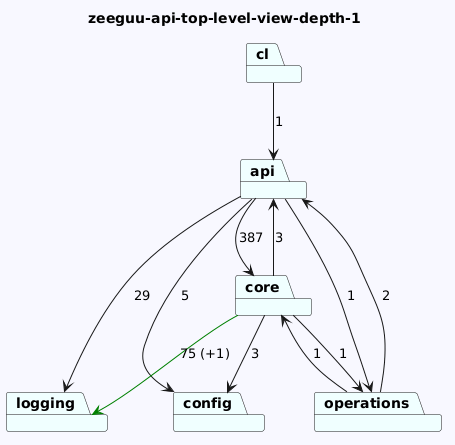 zeeguu-api-top-level-view-depth-1
cl
1
api
387
3
core
29
5
1
2
75 (+1)
3
1
1
logging
config
operations